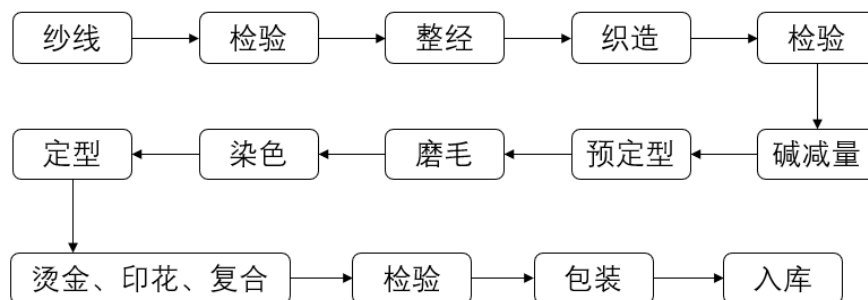 纱线 检验 整经 织造 检验
定型 染色 磨毛 预定型 碱减量
烫金、印花、复合 检验 包装 入库